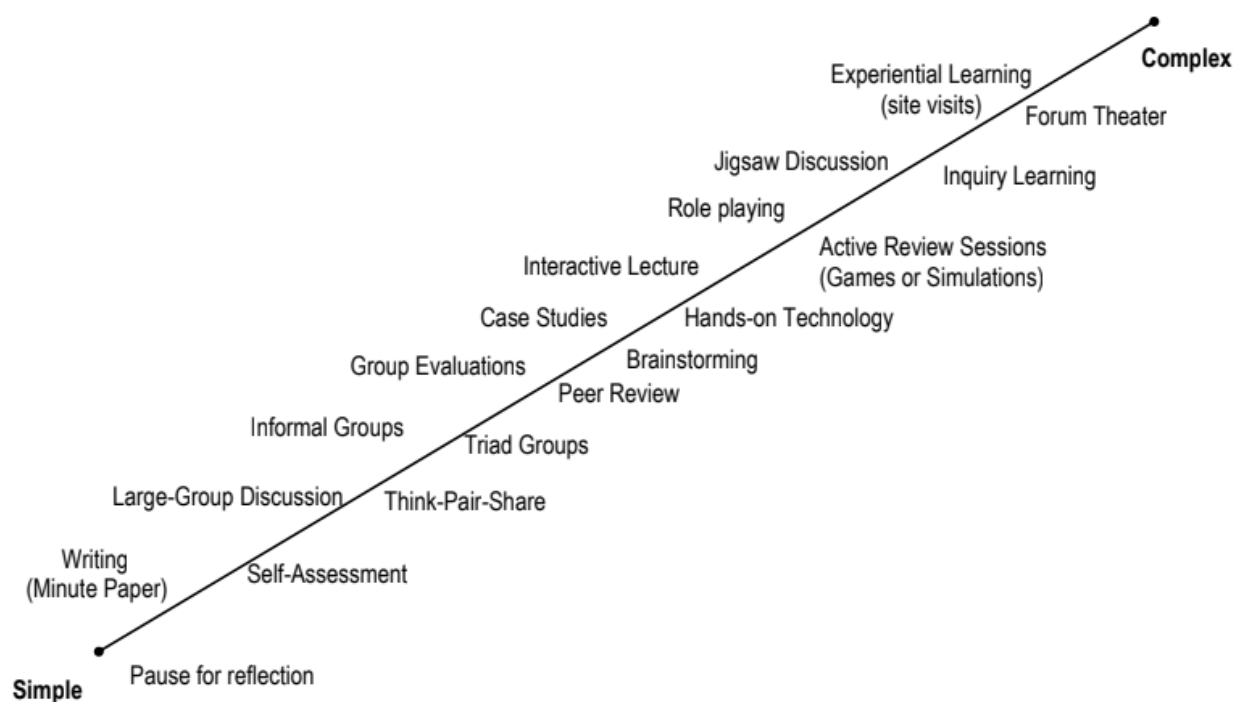 Complex
Experiential Learning
(site visits)
Forum Theater
Jigsaw Discussion
Inquiry Learning
Role playing
Active Review Sessions
(Games or Simulations)
Interactive Lecture
Case Studies
Hands-on Technology
Brainstorming
Group Evaluations
Peer Review
Informal Groups
Triad Groups
Large-Group Discussion
Think-Pair-Share
Writing
(Minute Paper)
Self-Assessment
Pause for reflection
Simple